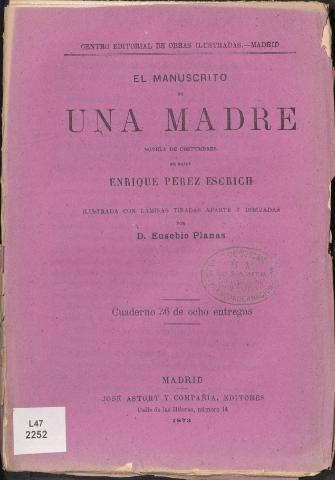 CENTRO EDITORIAL DE OBRAS ILUSTRADAS.—MADRID
EL MANUSCRITO
DE
UNA MADRE
NOVELA DE COSTUMBRES
ENRIQUE PEREZ ESCRICH
ILUSTRADA CON LÁMINAS TIRADAS APARTE Y DIBUJADAS
POR
D. Eusebio Planas
Cuaderno 36 de ocho entregas
MADRID
JOSÉ ASTORT Y COMPAÑIA, EDITORES
Calle de las Hileras, número 14
1873
L47
2252